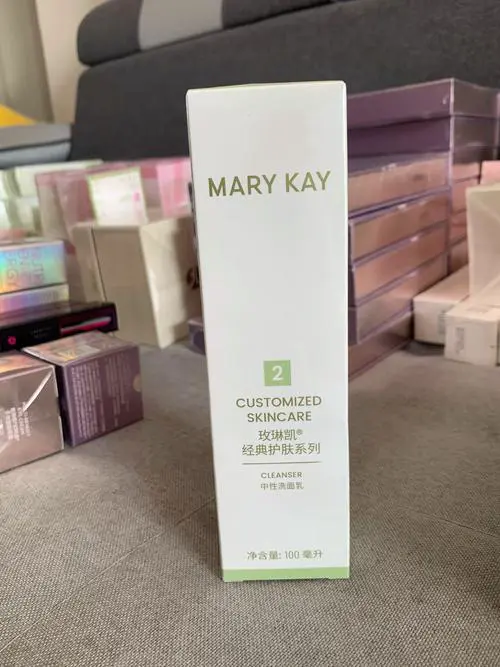 MARY KAY
2
CUSTOMIZED
SKINCARE
玫琳凯®
经典护肤系列
CLEANSER
中性洗面乳
净含量: 100 毫升